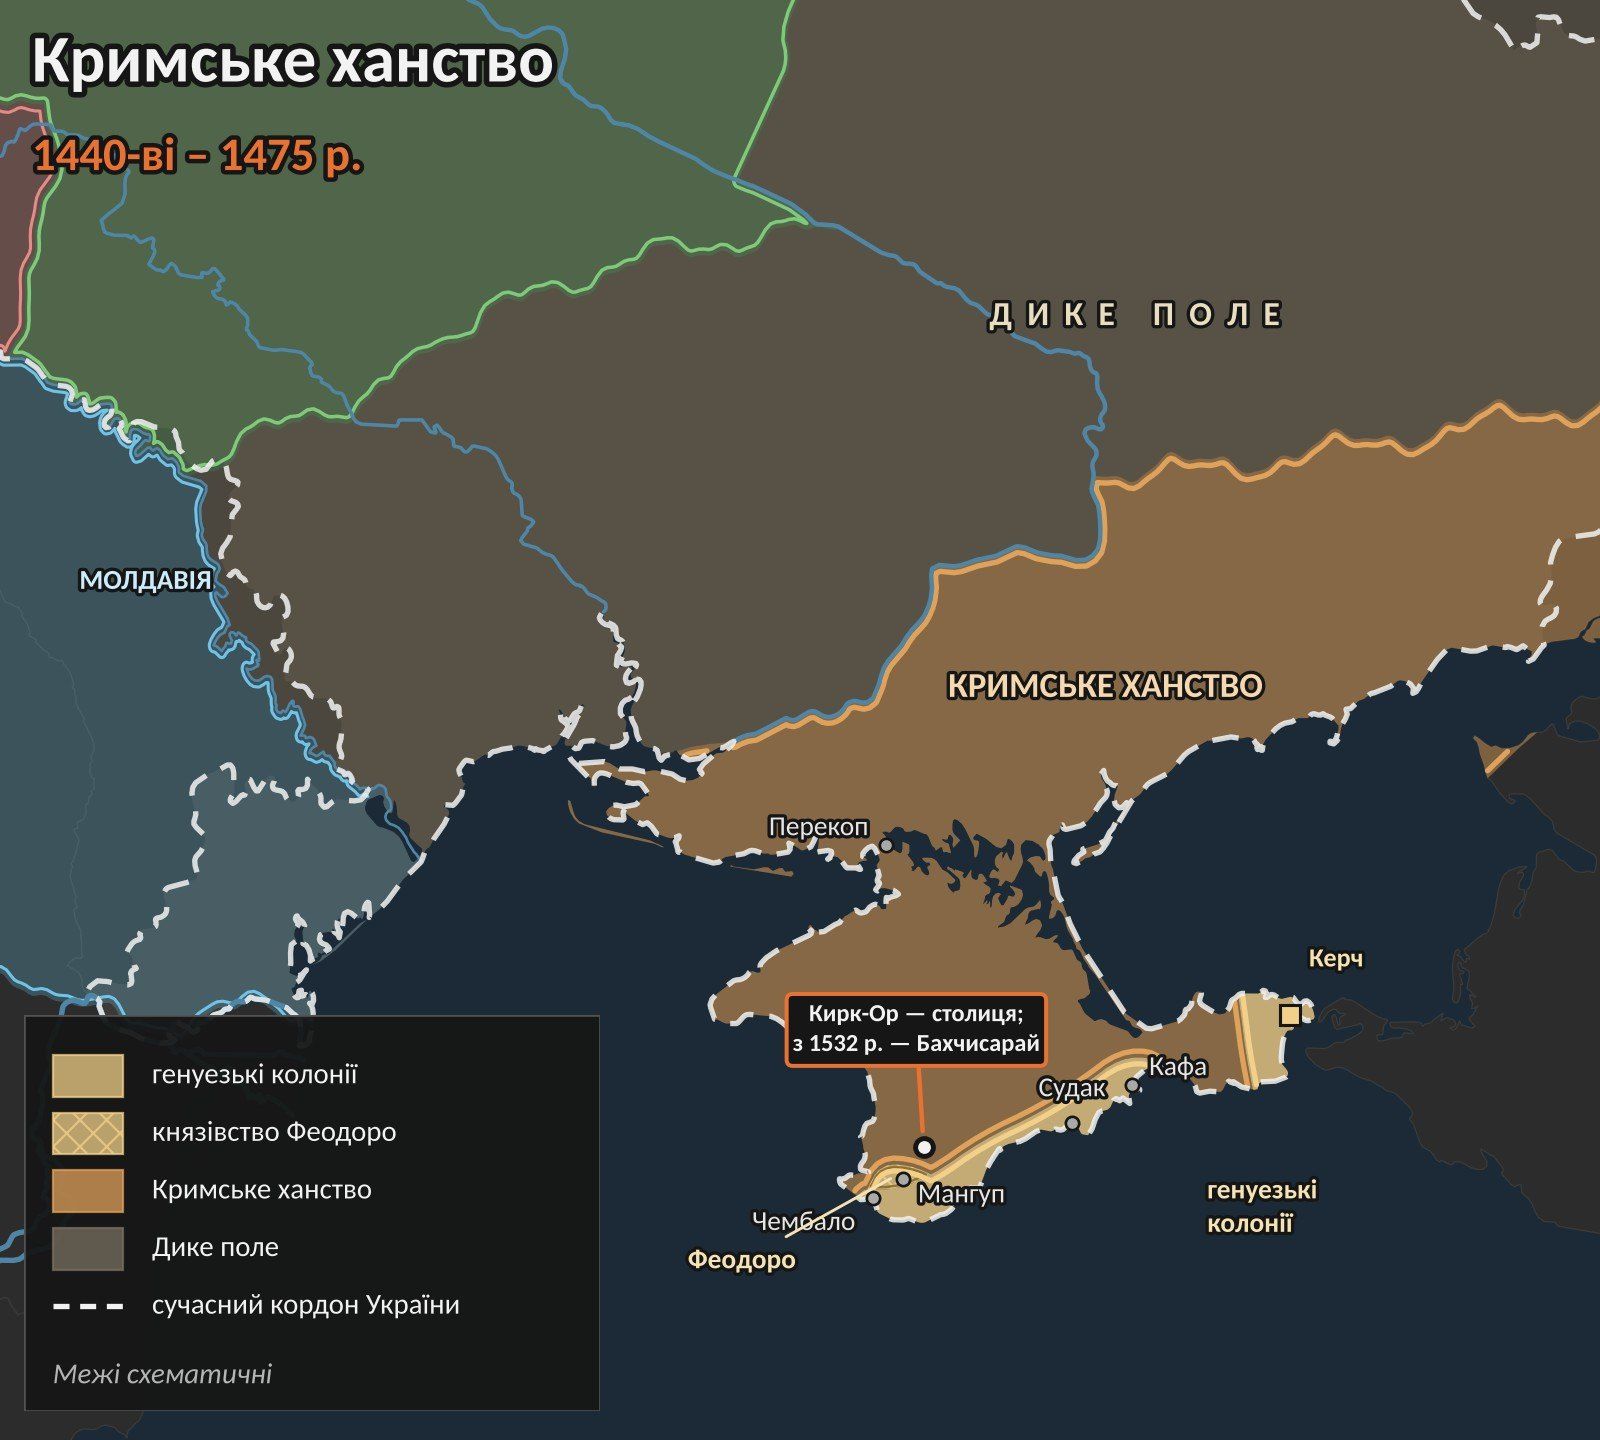 Кримське ханство
1440-ві – 1475 р.
ДИКЕ ПОЛЕ
МОЛДАВІЯ
КРИМСЬКЕ ХАНСТВО
Перекоп
Керч
Кирк-Ор — столиця;
з 1532 р. — Бахчисарай
Кафа
Судак
Мангуп
Чембало
Феодоро
генуезькі
колонії
генуезькі колонії
князівство Феодоро
Кримське ханство
Дике поле
сучасний кордон України
Межі схематичні